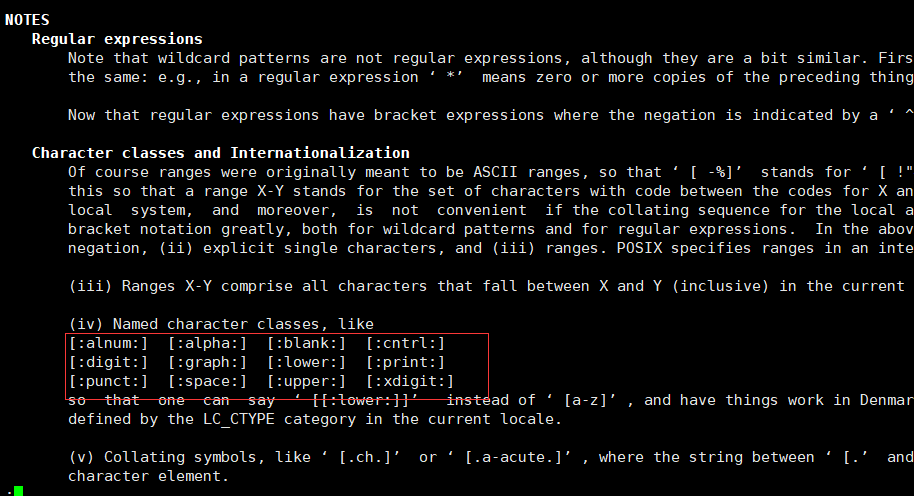 NOTES
Regular expressions
Note that wildcard patterns are not regular expressions, although they are a bit similar. Firs
the same: e.g., in a regular expression ‘ *’  means zero or more copies of the preceding thing
Now that regular expressions have bracket expressions where the negation is indicated by a ‘ ^
Character classes and Internationalization
Of course ranges were originally meant to be ASCII ranges, so that ‘ [ -%]’  stands for ‘ [ !"
this so that a range X-Y stands for the set of characters with code between the codes for X an
local  system,  and  moreover,  is  not  convenient  if the collating sequence for the local a
bracket notation greatly, both for wildcard patterns and for regular expressions.  In the abov
negation, (ii) explicit single characters, and (iii) ranges. POSIX specifies ranges in an inte
(iii) Ranges X-Y comprise all characters that fall between X and Y (inclusive) in the current
(iv) Named character classes, like
[:alnum:]  [:alpha:]  [:blank:]  [:cntrl:]
[:digit:]  [:graph:]  [:lower:]  [:print:]
[:punct:]  [:space:]  [:upper:]  [:xdigit:]
so  that  one  can  say  ‘ [[:lower:]]’   instead of ‘ [a-z]’ , and have things work in Denmar
defined by the LC_CTYPE category in the current locale.
(v) Collating symbols, like ‘ [.ch.]’  or ‘ [.a-acute.]’ , where the string between ‘ [.’  and
character element.
: